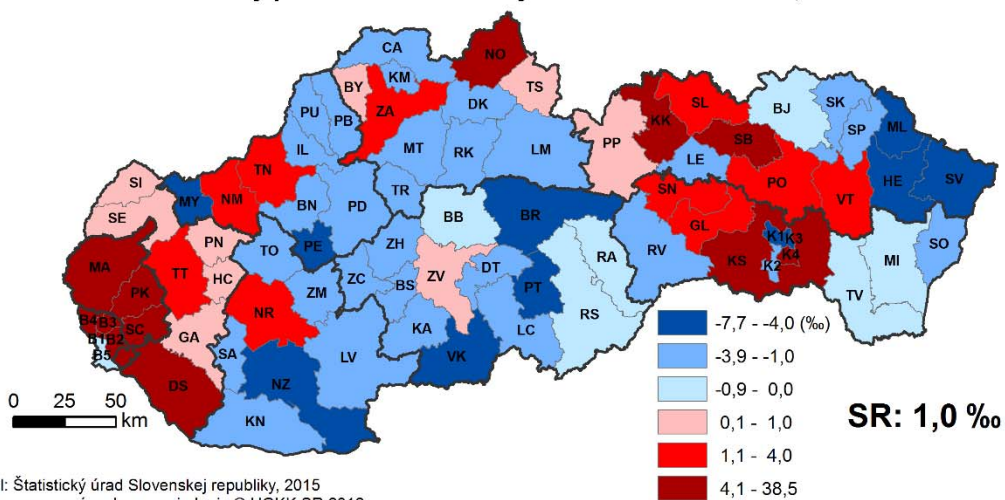 CA
NO
BY
KM
TS
PU
PB
ZA
DK
SL
BJ
SK
SP
ML
KK
SB
PP
IL
MT
RK
LM
LE
HE
SV
TN
SI
MY
NM
BN
PD
TR
SN
PO
VT
SE
BB
BR
GL
K1
K3
PN
TO
PE
ZH
RA
RV
KS
K4
K2
SO
MA
TT
HC
ZV
DT
MI
PK
NR
ZM
ZC
BS
PT
TV
B4
B3
SC
GA
KA
LC
RS
B1
B2
B5
SA
LV
VK
DS
NZ
KN
0 25 50
km
-7,7 - -4,0 (‰)
-3,9 - -1,0
-0,9 - 0,0
0,1 - 1,0
1,1 - 4,0
4,1 - 38,5
SR: 1,0 ‰
I: Štatistický úrad Slovenskej republiky, 2015